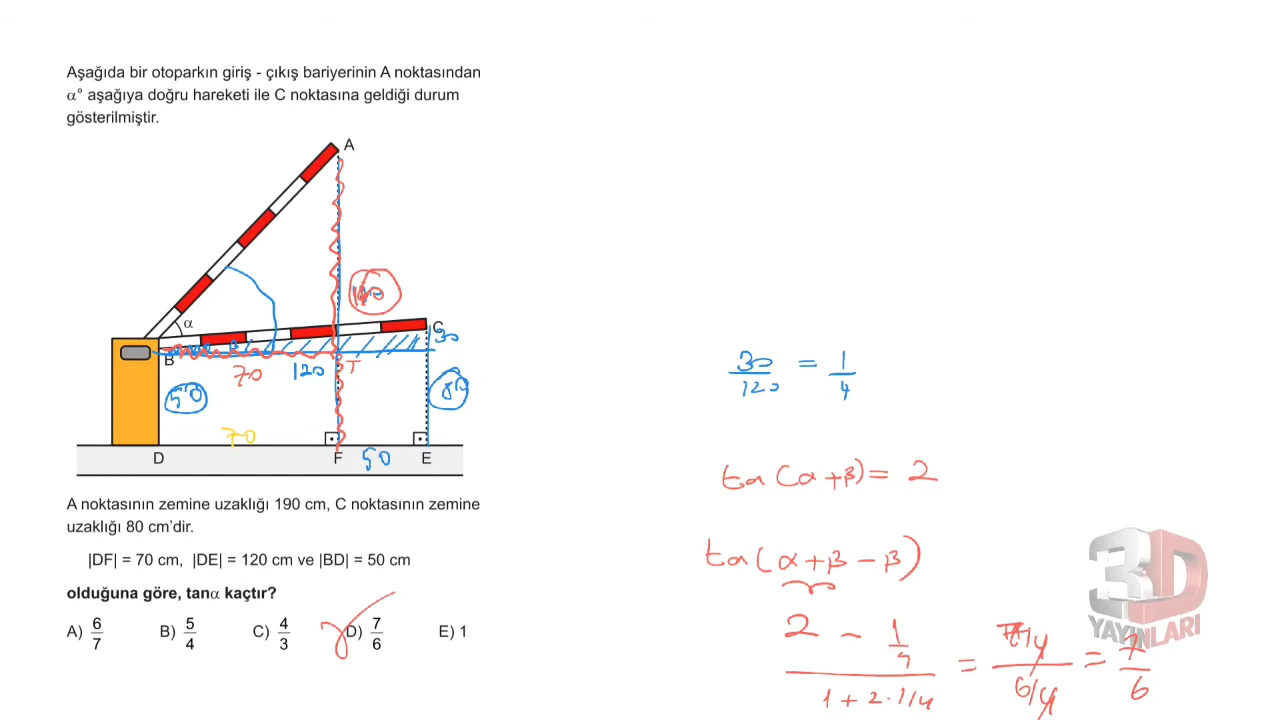 Aşağıda bir otoparkın giriş - çıkış bariyerinin A noktasından
α° aşağıya doğru hareketi ile C noktasına geldiği durum
gösterilmiştir.
A
α
C
B
β
30
70
120
T
50
80
70
D
F
50
E
A noktasının zemine uzaklığı 190 cm, C noktasının zemine
uzaklığı 80 cm'dir.
|DF| = 70 cm, |DE| = 120 cm ve |BD| = 50 cm
olduğuna göre, tanα kaçtır?
A) 6/7 B) 5/4 C) 4/3 D) 7/6 E) 1
30/120 = 1/4
tan(α+β) = 2
tan(α+β-β)
2 - 1/4
1 + 2·1/4
= 7/4 / 6/4 = 7/6
3D
YAYINLARI